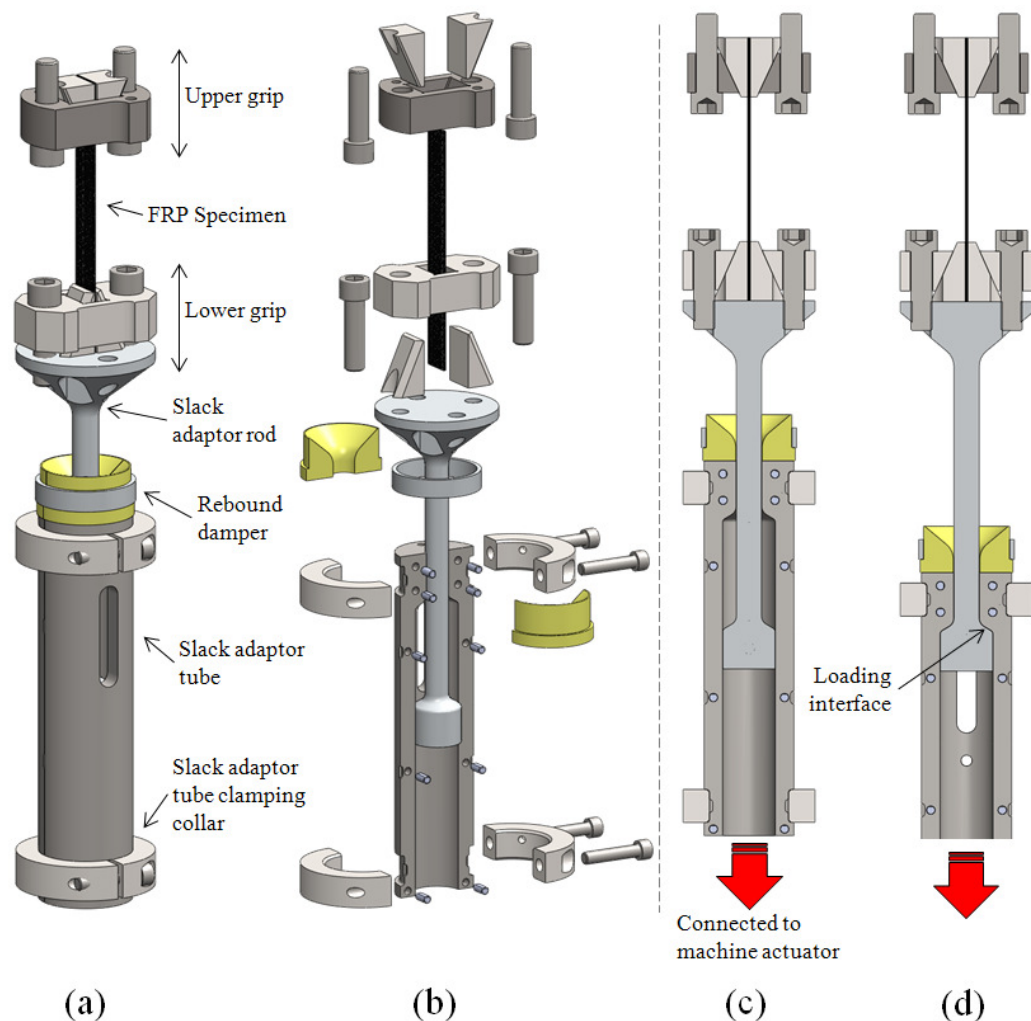 Upper grip
FRP Specimen
Lower grip
Slack
adaptor rod
Rebound
damper
Slack adaptor
tube
Slack adaptor
tube clamping
collar
Loading
interface
Connected to
machine actuator
(a)
(b)
(c)
(d)